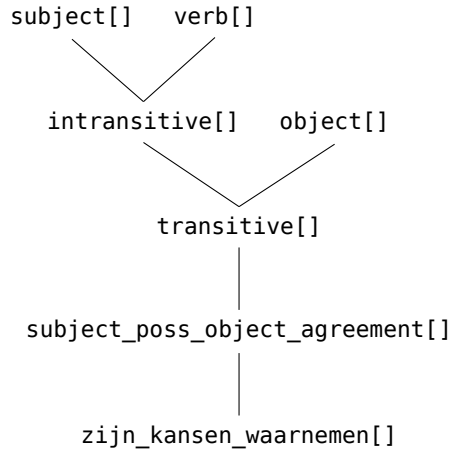 subject[] verb[]
intransitive[] object[]
transitive[]
subject_poss_object_agreement[]
zijn_kansen_waarnemen[]